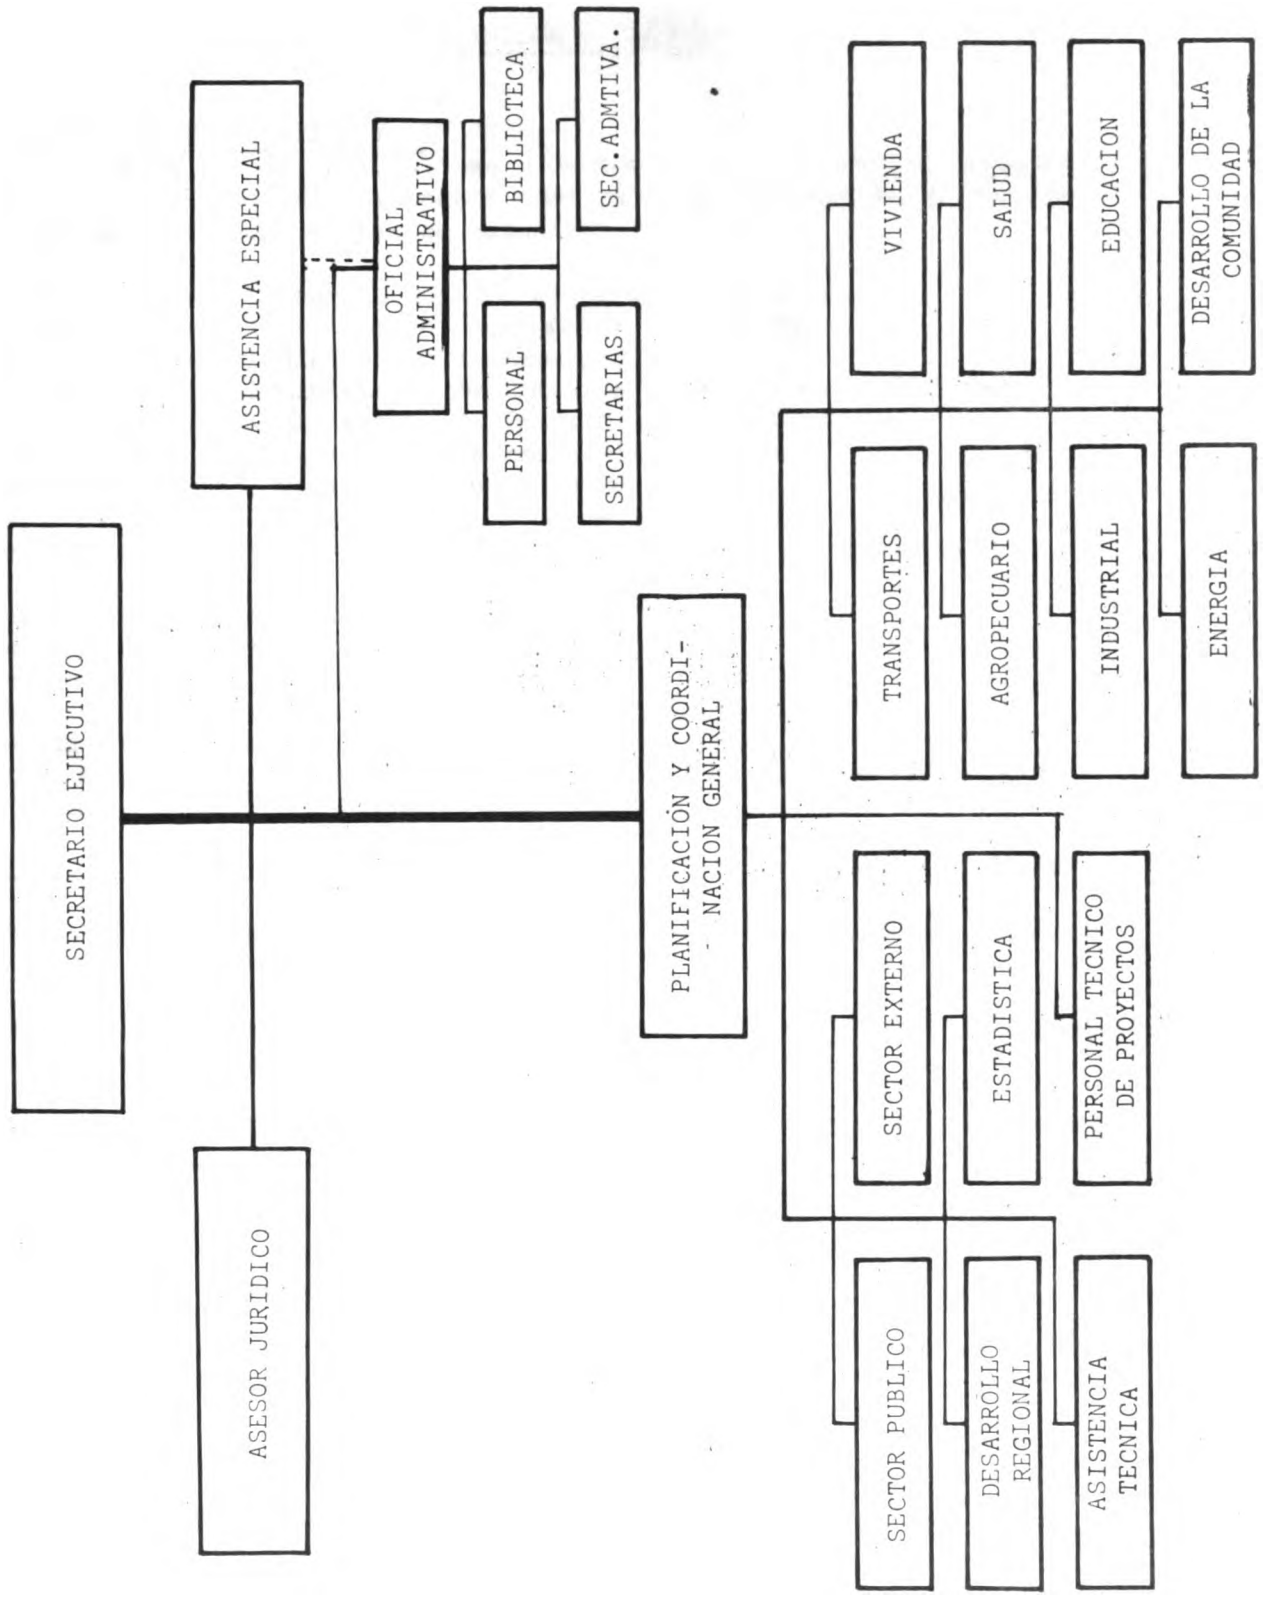 SECRETARIO EJECUTIVO
ASESOR JURIDICO
ASISTENCIA ESPECIAL
OFICIAL
ADMINISTRATIVO
PERSONAL
BIBLIOTECA
SECRETARIAS
SEC.ADMTIVA.
PLANIFICACIÓN Y COORDI-
NACION GENERAL
SECTOR PUBLICO
SECTOR EXTERNO
TRANSPORTES
VIVIENDA
DESARROLLO
REGIONAL
ESTADISTICA
AGROPECUARIO
SALUD
ASISTENCIA
TECNICA
PERSONAL TECNICO
DE PROYECTOS
INDUSTRIAL
EDUCACION
ENERGIA
DESARROLLO DE LA
COMUNIDAD